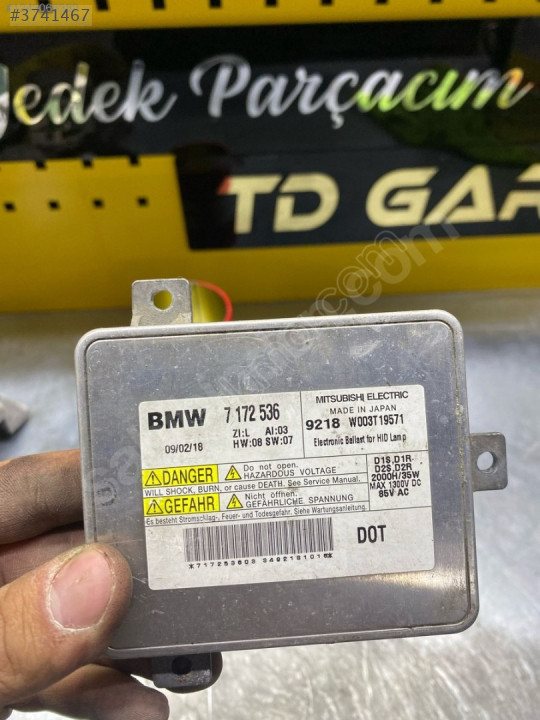 #3741467
edek Parçacım
TD GAR
BMW 7 172 536
ZI:L AI:03
09/02/18 HW:08 SW:07
MITSUBISHI ELECTRIC
MADE IN JAPAN
9218 W003T19571
Electronic Ballast for HID Lamp
DANGER Do not open.
HAZARDOUS VOLTAGE
WILL SHOCK, BURN, or cause DEATH. See Service Manual.
GEFAHR Nicht öffnen.
GEFÄHRLICHE SPANNUNG
Es besteht Stromschlag-, Feuer- und Todesgefahr. Siehe Wartungsanleitung.
D1S,D1R
D2S,D2R
2000H/35W
MAX 1300V DC
85V AC
DOT